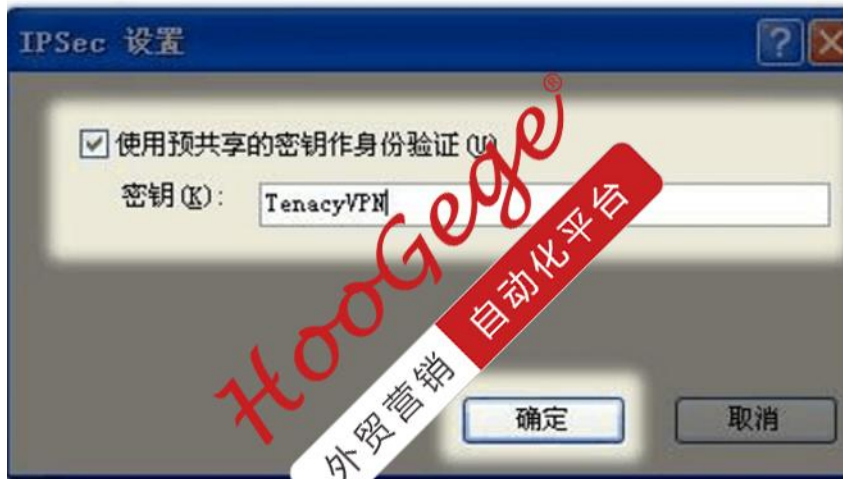 IPSec 设置
使用预共享的密钥作身份验证(U)
密钥(K): TenacyVPN
HooGege®
外贸营销 自动化平台
确定 取消